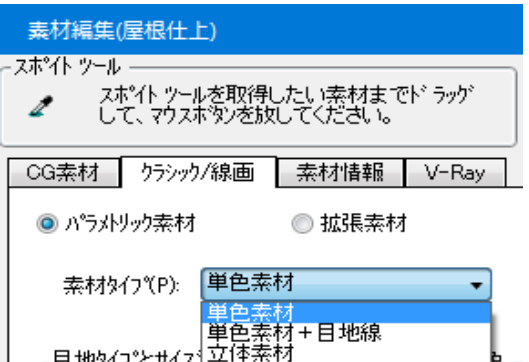 素材編集(屋根仕上)
スポイト ツール
スポイト ツールを取得したい素材までドラッグ
して、マウスボタンを放してください。
CG素材 クラシック/線画 素材情報 V-Ray
パラメトリック素材 拡張素材
素材タイプ(P): 単色素材
単色素材
単色素材+目地線
立体素材